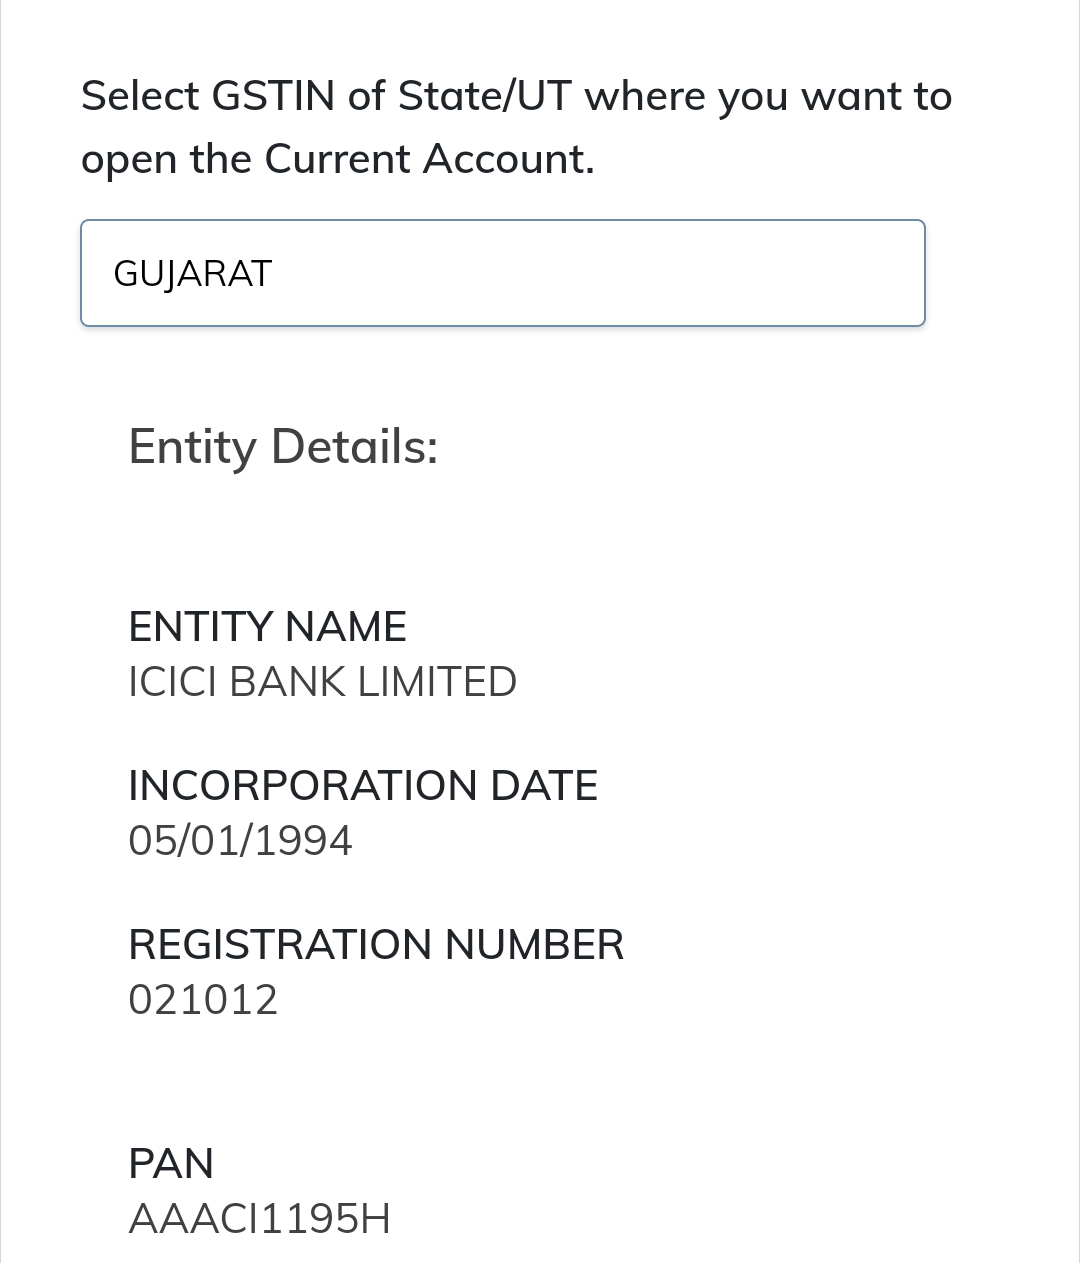 Select GSTIN of State/UT where you want to
open the Current Account.
GUJARAT
Entity Details:
ENTITY NAME
ICICI BANK LIMITED
INCORPORATION DATE
05/01/1994
REGISTRATION NUMBER
021012
PAN
AAACI1195H